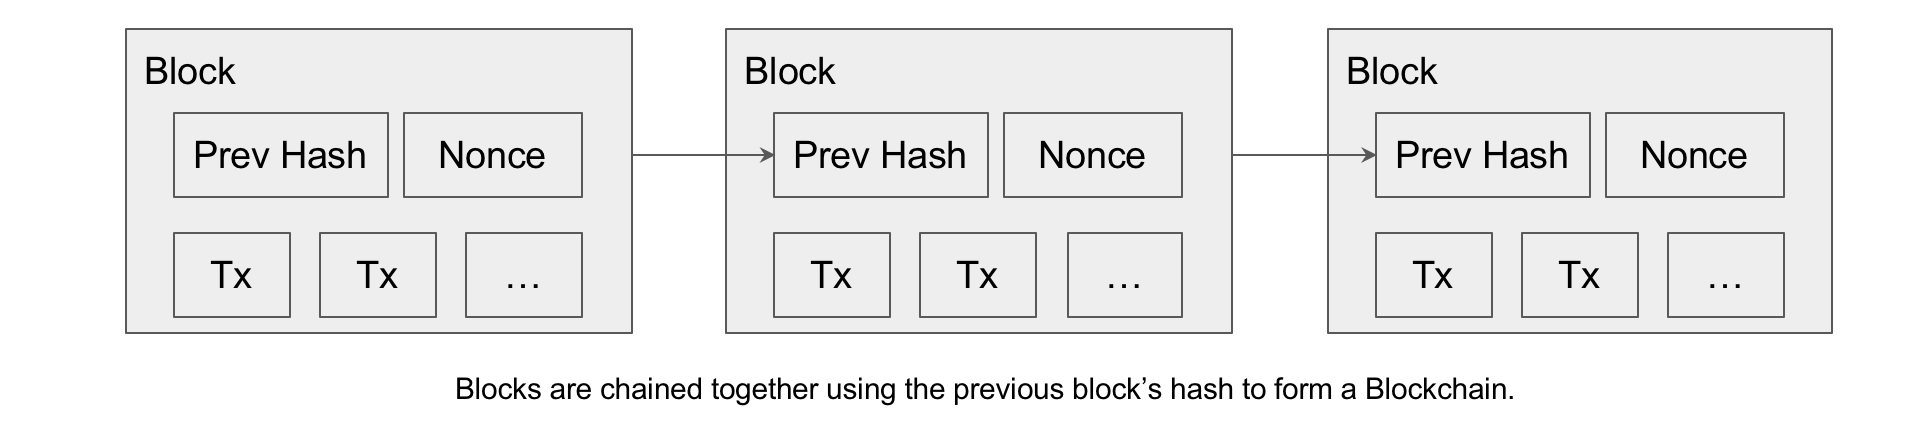 Block
Prev Hash Nonce
Tx Tx …
Block
Prev Hash Nonce
Tx Tx …
Block
Prev Hash Nonce
Tx Tx …
Blocks are chained together using the previous block’s hash to form a Blockchain.